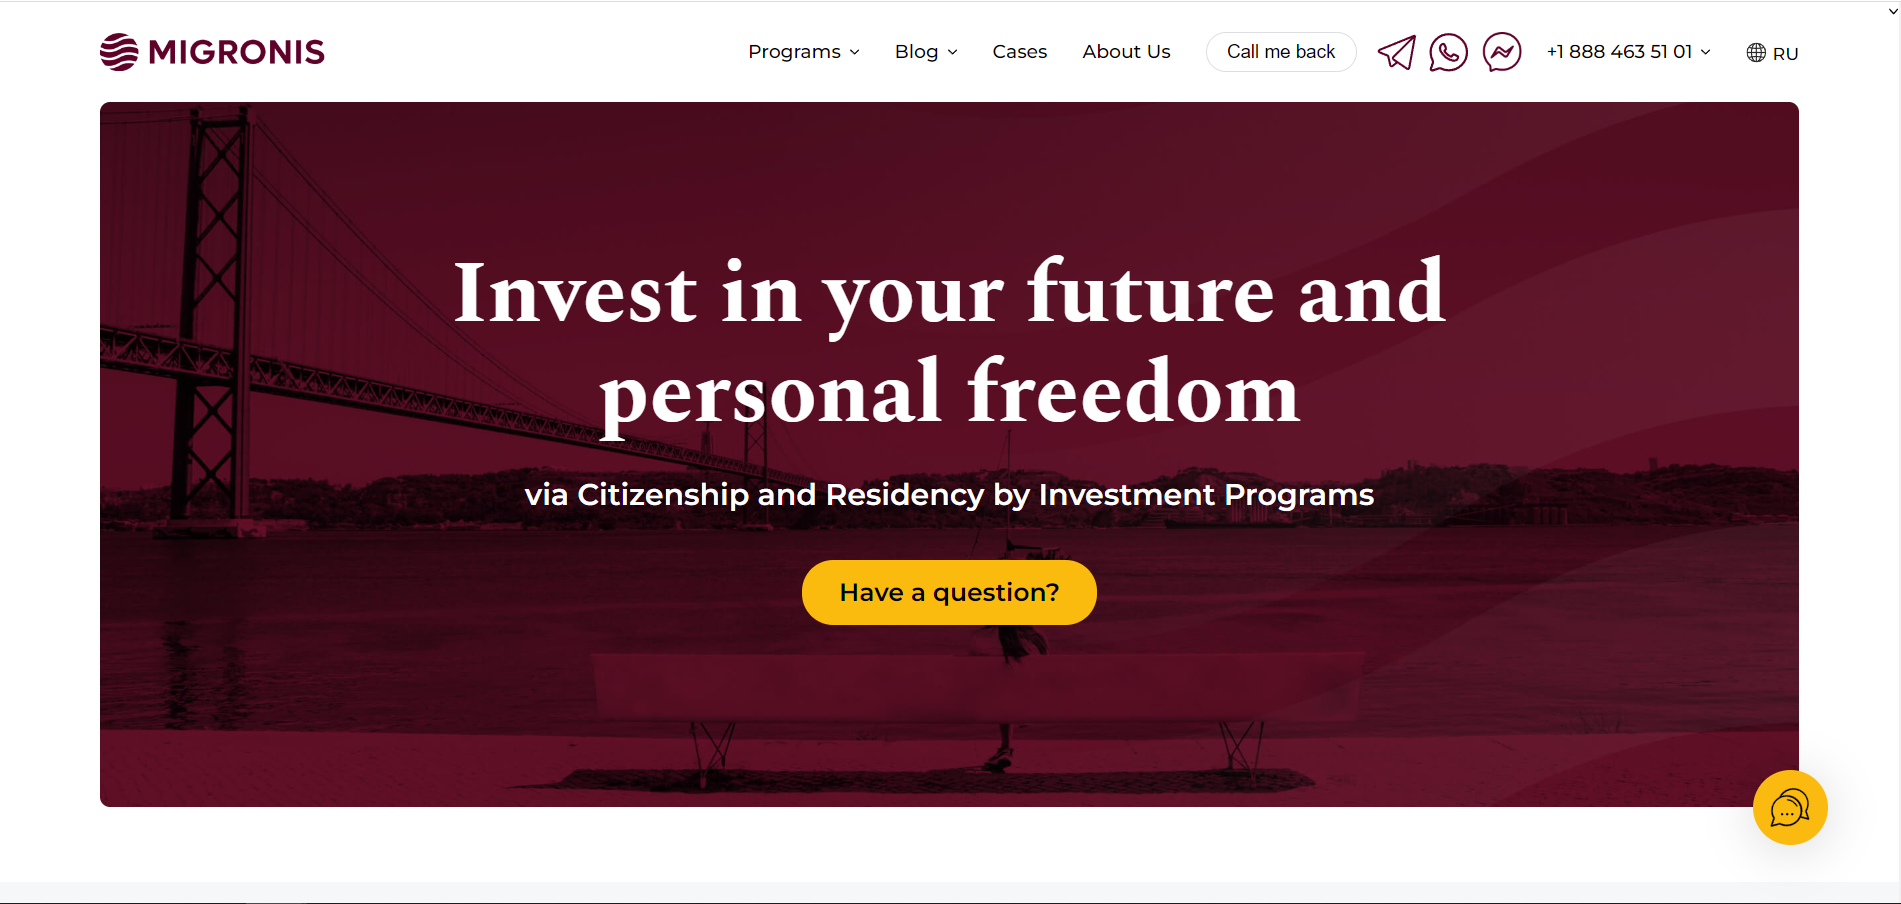 MIGRONIS
Programs
Blog
Cases
About Us
Call me back
+1 888 463 51 01
RU
Invest in your future and
personal freedom
via Citizenship and Residency by Investment Programs
Have a question?